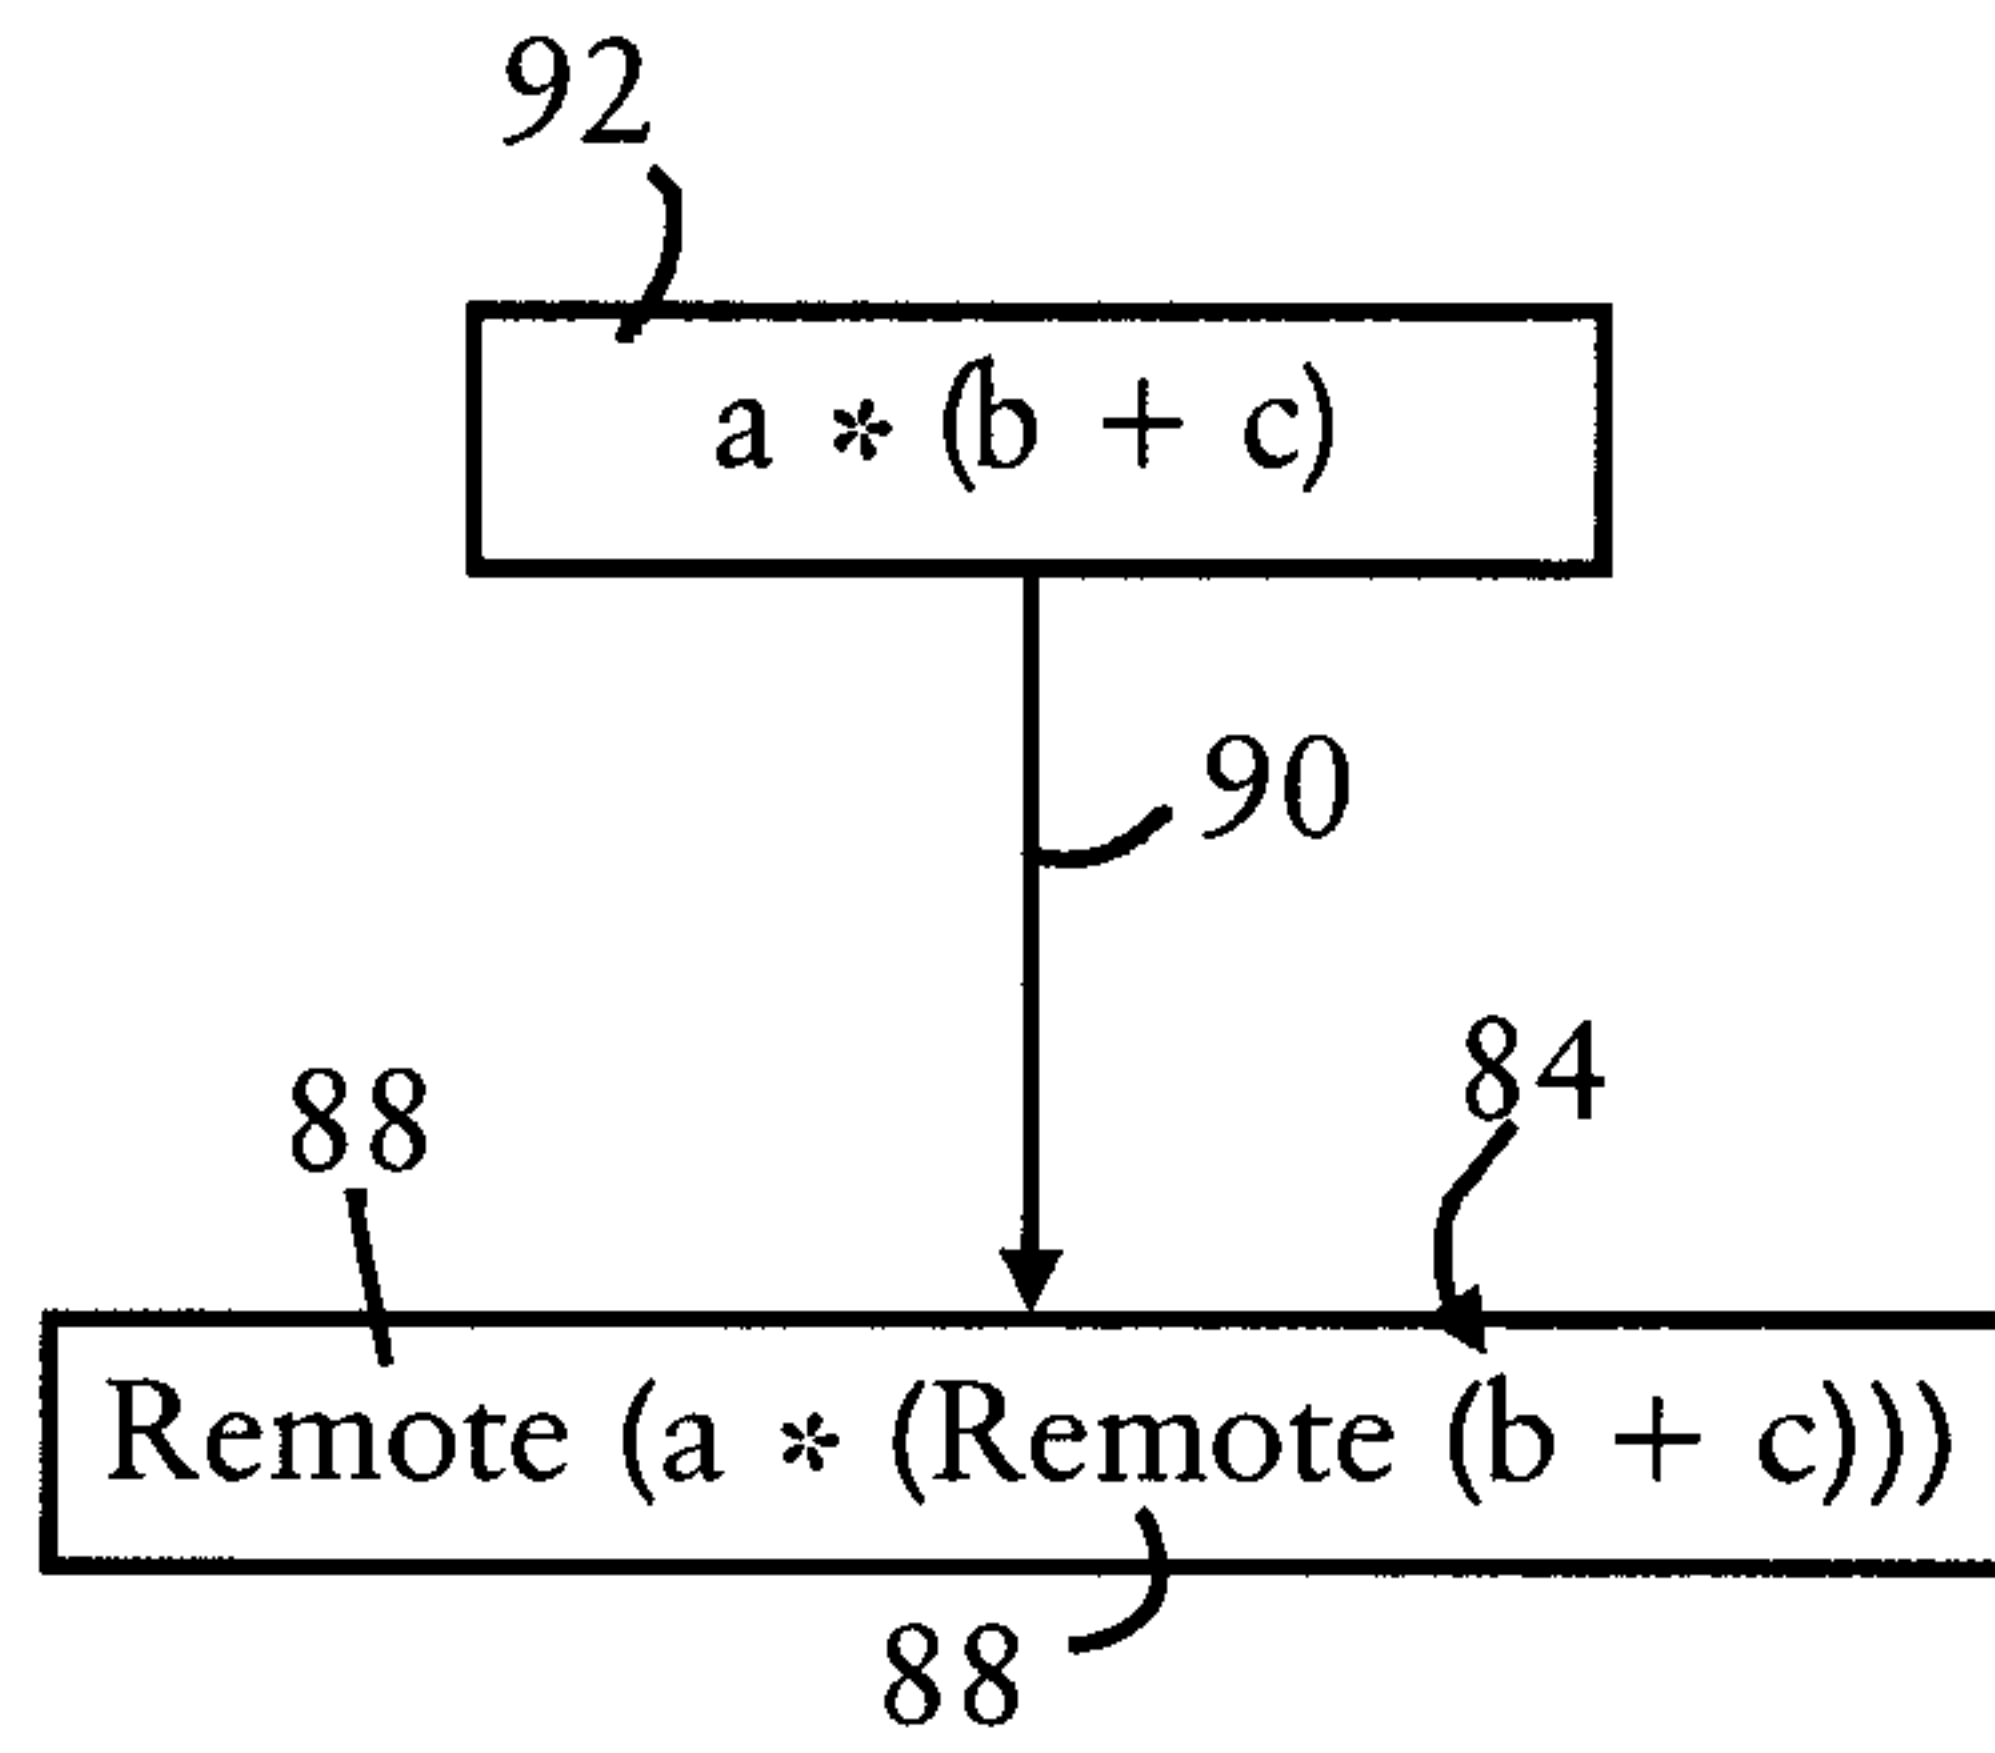 92
a * (b + c)
90
84
88
Remote (a * (Remote (b + c)))
88